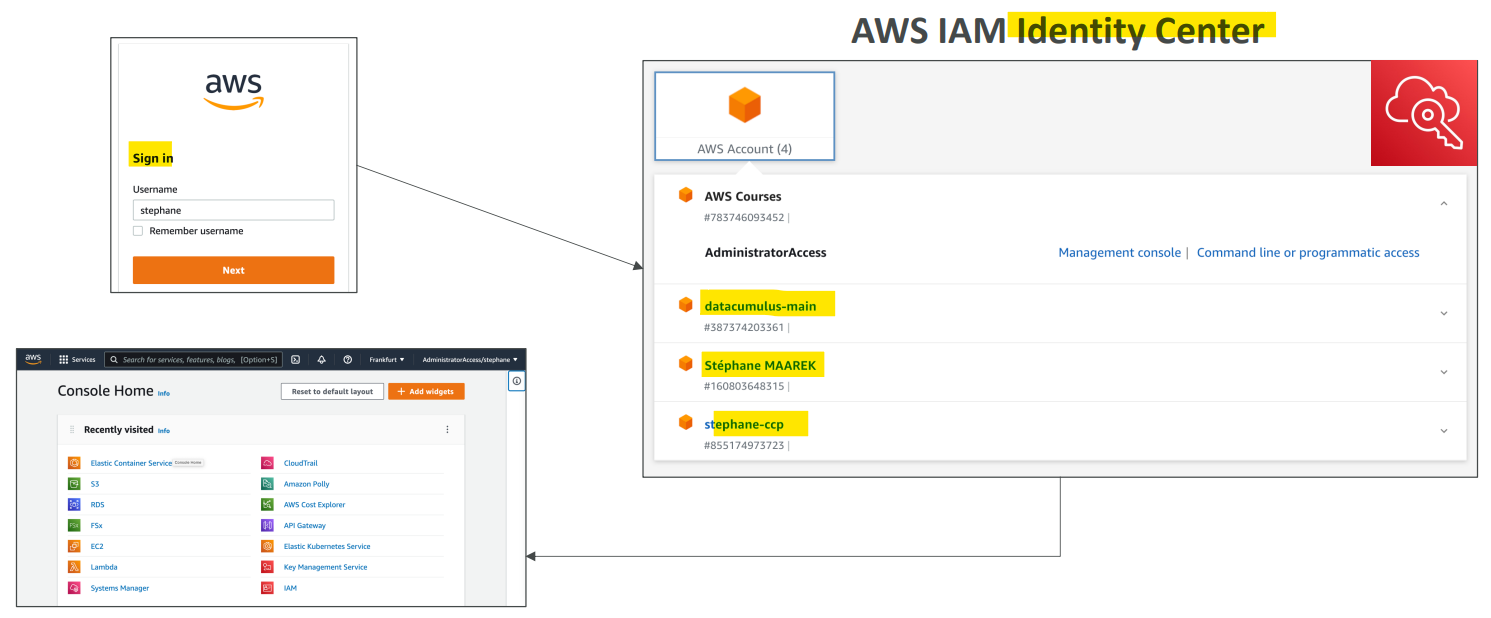 AWS IAM Identity Center
aws
Sign in
Username
stephane
Remember username
Next
AWS Account (4)
AWS Courses
#783746093452 |
AdministratorAccess
Management console | Command line or programmatic access
datacumulus-main
#387374203361 |
Stéphane MAAREK
#160803648315 |
stephane-ccp
#855174973723 |
aws Services Search for services, features, blogs, [Option+S] Frankfurt ▼ AdministratorAccess/stephane ▼
Console Home Info
Reset to default layout
+ Add widgets
Recently visited Info
Elastic Container Service Console Home
CloudTrail
S3
Amazon Polly
RDS
AWS Cost Explorer
FSx
FSx
API Gateway
EC2
Elastic Kubernetes Service
Lambda
Key Management Service
Systems Manager
IAM